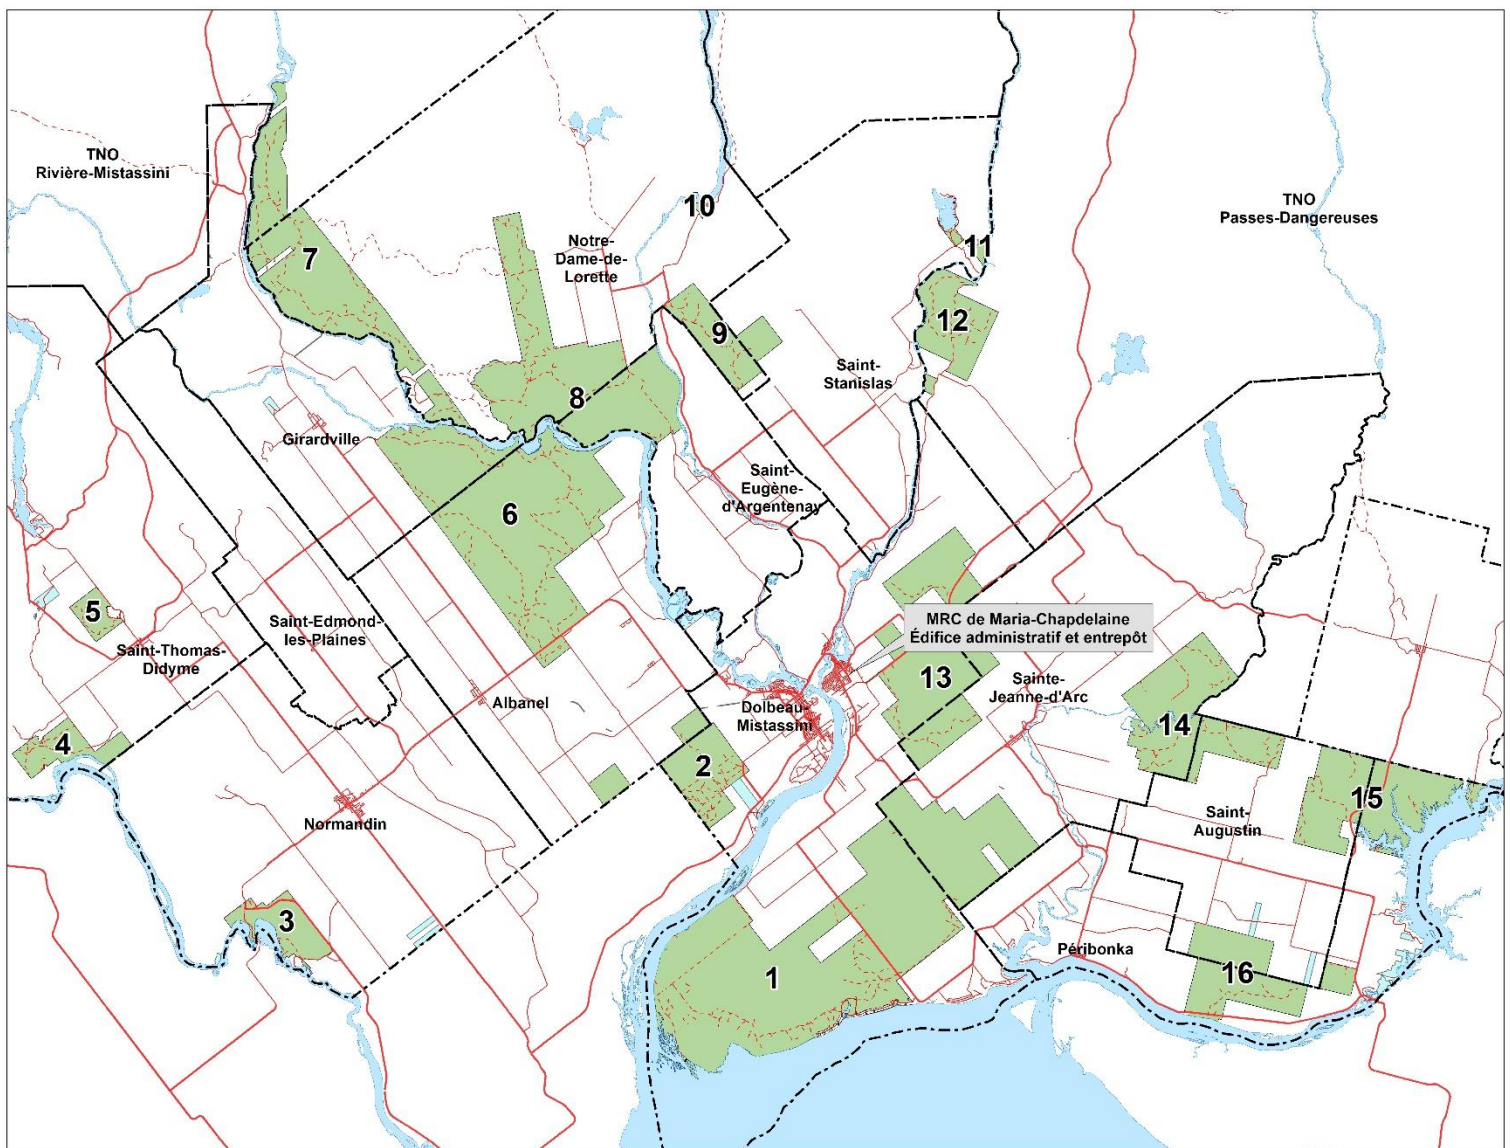 TNO
Rivière-Mistassini
10
TNO
Passes-Dangereuses
7
Notre-
Dame-de-
Lorette
11
9
12
Saint-
Stanislas
8
Girardville
Saint-
Eugène-
d'Argentenay
6
5
Saint-Edmond-
les-Plaines
MRC de Maria-Chapdelaine
Édifice administratif et entrepôt
Saint-Thomas-
Didyme
13
Sainte-
Jeanne-d'Arc
Albanel
Dolbeau-
Mistassini
14
4
2
15
Normandin
Saint-
Augustin
3
1
Péribonka
16